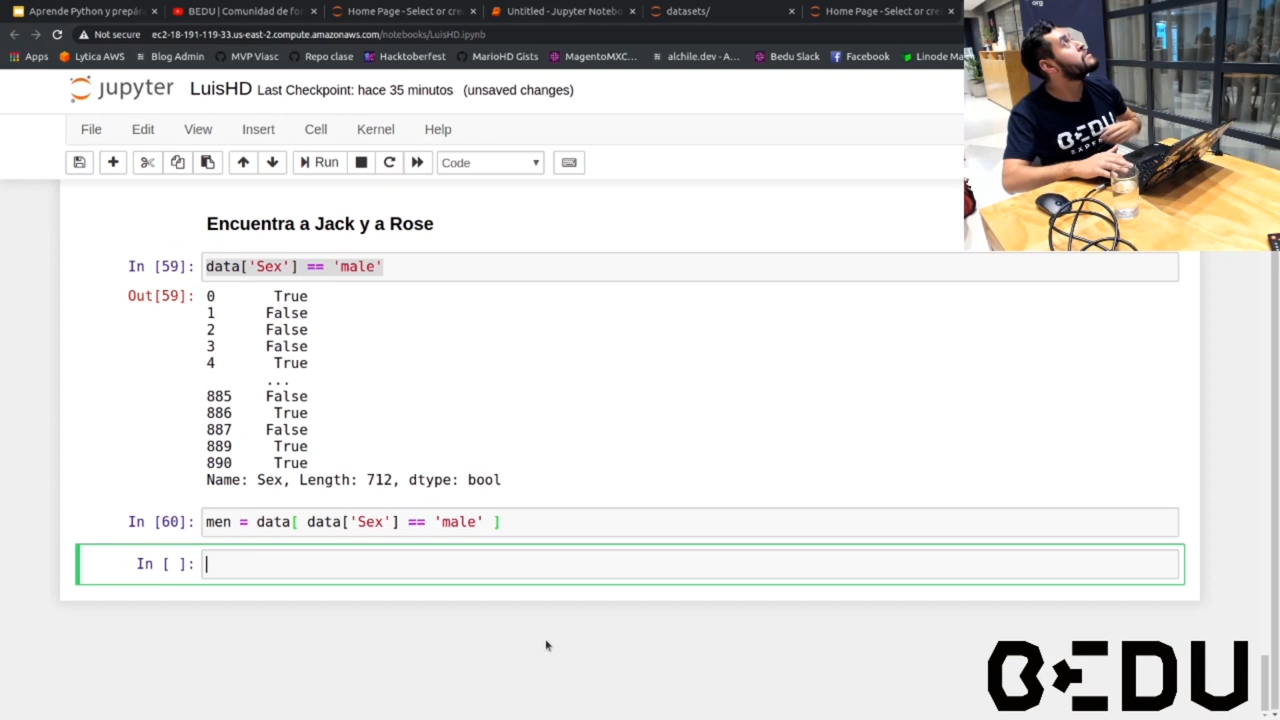 Aprende Python y prepár
BEDU | Comunidad de fo
Home Page - Select or cre
Untitled - Jupyter Notebo
datasets/
Home Page - Select or cre
Not secure ec2-18-191-119-33.us-east-2.compute.amazonaws.com/notebooks/LuisHD.ipynb
Apps Lytica AWS Blog Admin MVP Viasc Repo clase Hacktoberfest MarioHD Gists MagentoMXC... alchile.dev - A... Bedu Slack Facebook Linode Ma
jupyter LuisHD Last Checkpoint: hace 35 minutos (unsaved changes)
File Edit View Insert Cell Kernel Help
Run Code
Encuentra a Jack y a Rose
In [59]: data['Sex'] == 'male'
Out[59]: 0 True
1 False
2 False
3 False
4 True
...
885 False
886 True
887 False
889 True
890 True
Name: Sex, Length: 712, dtype: bool
In [60]: men = data[ data['Sex'] == 'male' ]
In [ ]:
org
BEDU
BEDU